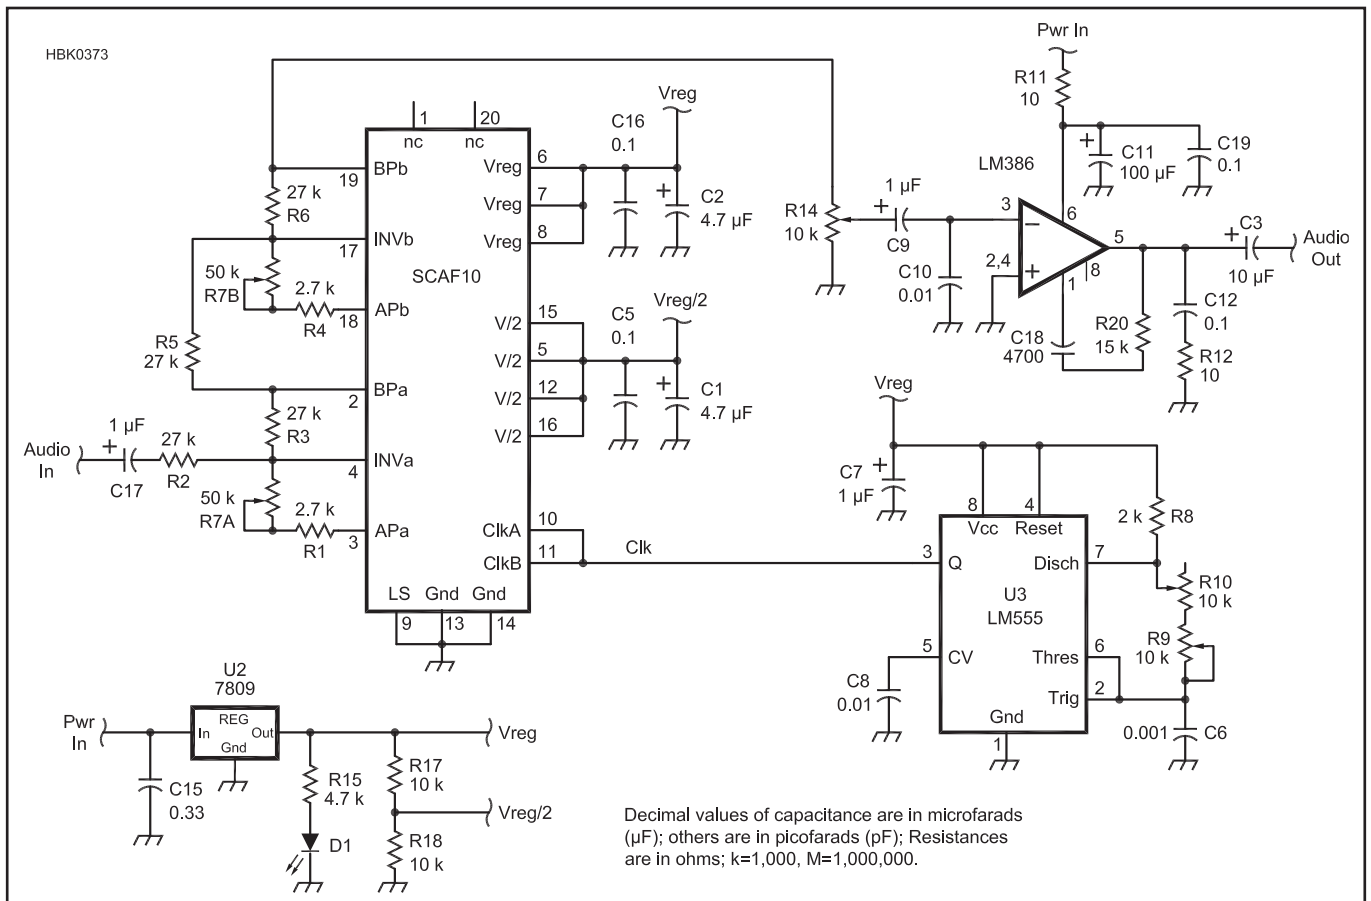 HBK0373
Pwr In
R11
10
LM386
C11
100 µF
C19
0.1
6
3
2,4
5
1
8
C18
4700
R20
15 k
C12
0.1
R12
10
C3
10 µF
Audio
Out
1 µF
C9
R14
10 k
C10
0.01
1
nc
20
nc
SCAF10
BPb
19
27 k
R6
INVb
17
50 k
R7B
2.7 k
R4
APb
18
R5
27 k
BPa
2
27 k
R3
Audio
In
1 µF
C17
27 k
R2
INVa
4
50 k
R7A
2.7 k
R1
APa
3
Vreg
6
Vreg
7
Vreg
8
C16
0.1
Vreg
C2
4.7 µF
V/2
15
V/2
5
V/2
12
V/2
16
C5
0.1
Vreg/2
C1
4.7 µF
ClkA
10
ClkB
11
Clk
LS
Gnd
Gnd
9
13
14
Vreg
C7
1 µF
8
Vcc
4
Reset
2 k
R8
3
Q
Disch
7
U3
LM555
R10
10 k
R9
10 k
5
CV
Thres
6
Trig
2
Gnd
1
C8
0.01
0.001
C6
Pwr
In
U2
7809
REG
In
Out
Gnd
C15
0.33
R15
4.7 k
D1
R17
10 k
R18
10 k
Vreg
Vreg/2
Decimal values of capacitance are in microfarads
(µF); others are in picofarads (pF); Resistances
are in ohms; k=1,000, M=1,000,000.